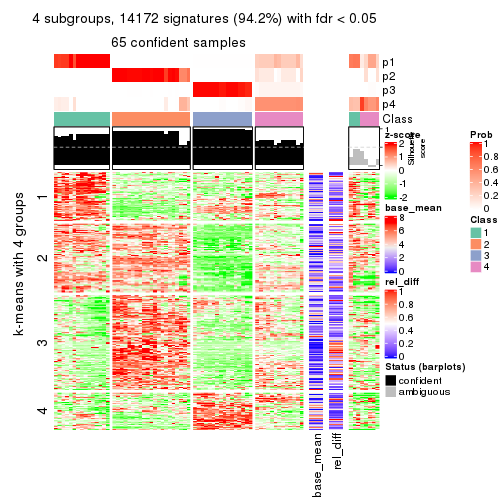 4 subgroups, 14172 signatures (94.2%) with fdr < 0.05
65 confident samples
p1
p2
p3
p4
Class
1
Silhouette
score
k-means with 4 groups
1
2
3
4
base_mean
rel_diff
z-score
2
1
0
-1
-2
base_mean
8
6
4
2
0
rel_diff
1
0.8
0.6
0.4
0.2
0
Status (barplots)
confident
ambiguous
Prob
1
0.8
0.6
0.4
0.2
0
Class
1
2
3
4